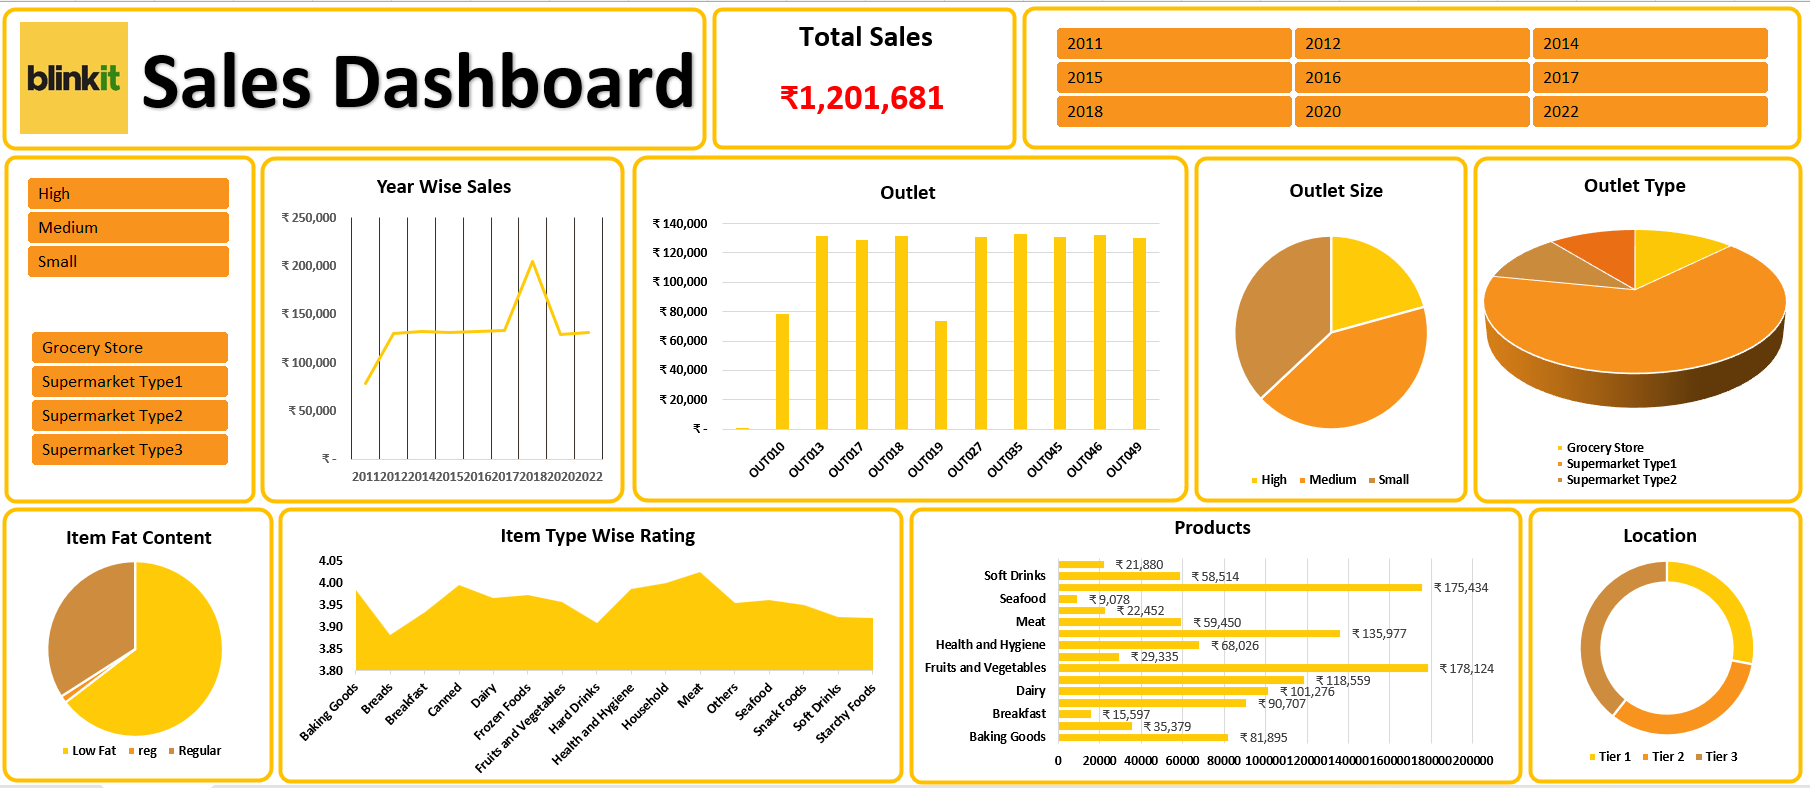 blinkit
Sales Dashboard
Total Sales
₹1,201,681
2011 2012 2014
2015 2016 2017
2018 2020 2022
High
Medium
Small
Grocery Store
Supermarket Type1
Supermarket Type2
Supermarket Type3
Year Wise Sales
₹ 250,000
₹ 200,000
₹ 150,000
₹ 100,000
₹ 50,000
₹ -
2011 2012 2014 2015 2016 2017 2018 2020 2022
Outlet
₹ 140,000
₹ 120,000
₹ 100,000
₹ 80,000
₹ 60,000
₹ 40,000
₹ 20,000
₹ -
OUT010 OUT013 OUT017 OUT018 OUT019 OUT027 OUT035 OUT045 OUT046 OUT049
Outlet Size
High Medium Small
Outlet Type
Grocery Store
Supermarket Type1
Supermarket Type2
Item Fat Content
Low Fat reg Regular
Item Type Wise Rating
4.05
4.00
3.95
3.90
3.85
3.80
Baking Goods Breads Breakfast Canned Dairy Frozen Foods Fruits and Vegetables Hard Drinks Health and Hygiene Household Meat Others Seafood Snack Foods Soft Drinks Starchy Foods
Products
₹ 21,880
Soft Drinks ₹ 58,514
₹ 175,434
Seafood ₹ 9,078
₹ 22,452
Meat ₹ 59,450
₹ 135,977
Health and Hygiene ₹ 68,026
₹ 29,335
Fruits and Vegetables ₹ 178,124
₹ 118,559
Dairy ₹ 101,276
₹ 90,707
Breakfast ₹ 15,597
₹ 35,379
Baking Goods ₹ 81,895
0 20000 40000 60000 80000 100000 120000 140000 160000 180000 200000
Location
Tier 1 Tier 2 Tier 3